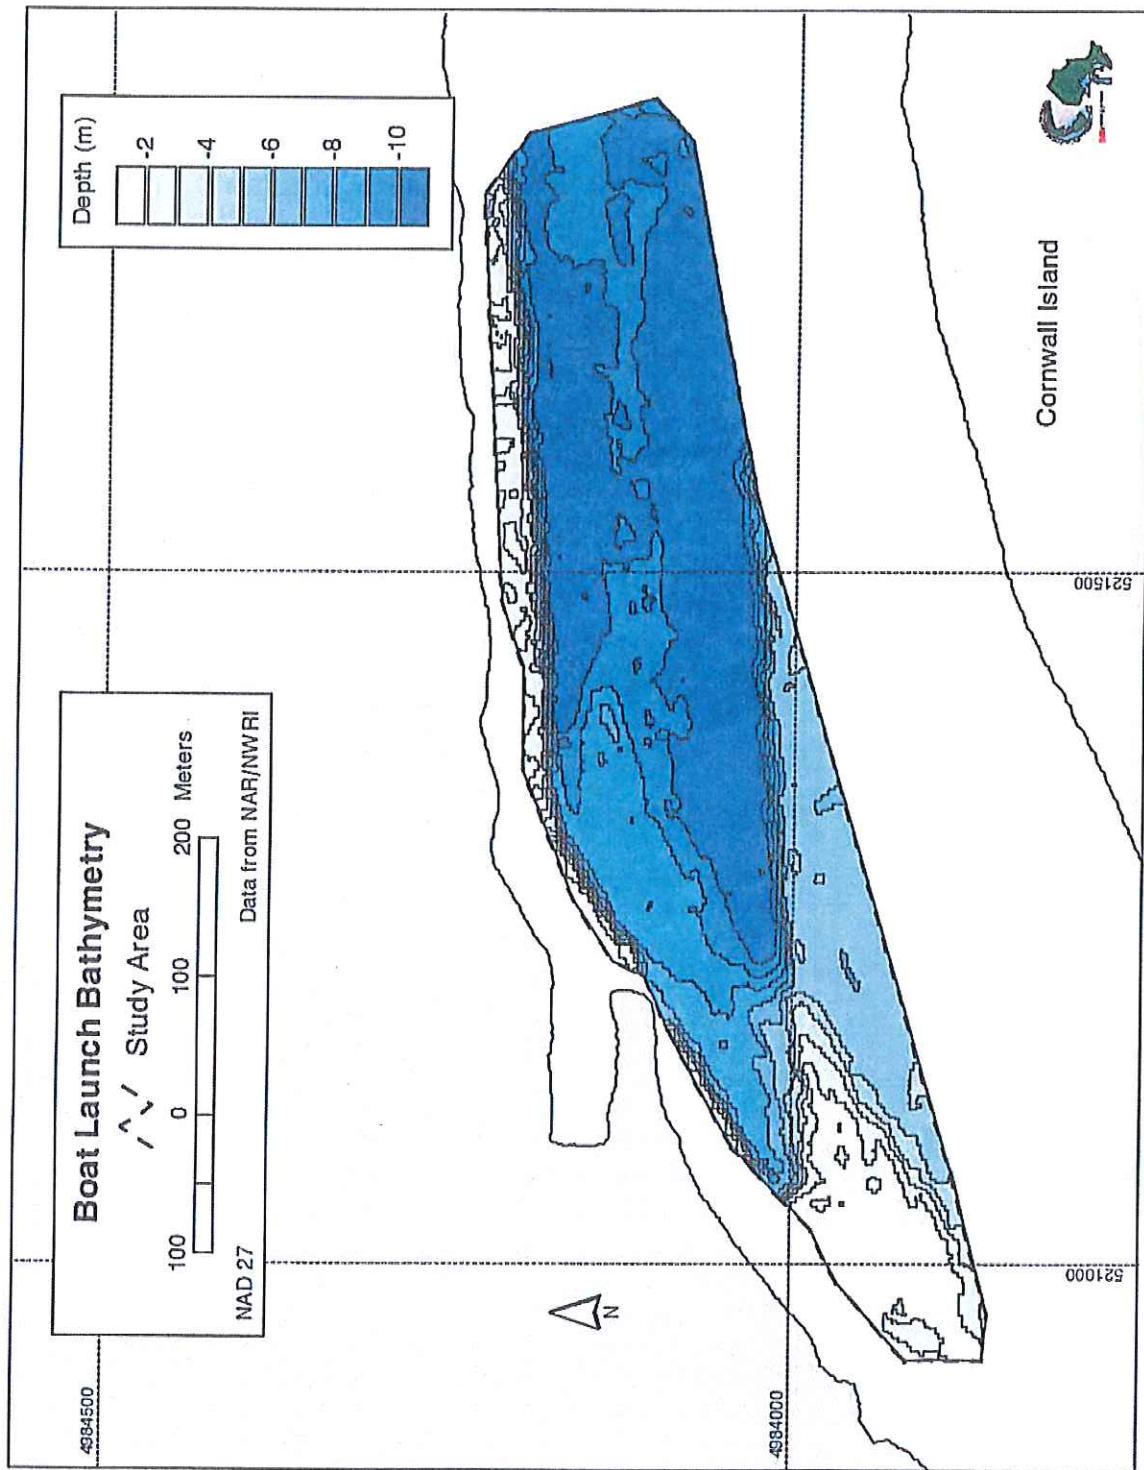 Boat Launch Bathymetry
Study Area
100 0 100 200 Meters
NAD 27 Data from NAR/NWRI
Depth (m)
-2
-4
-6
-8
-10
4984500
4984000
N
521000
521500
Cornwall Island